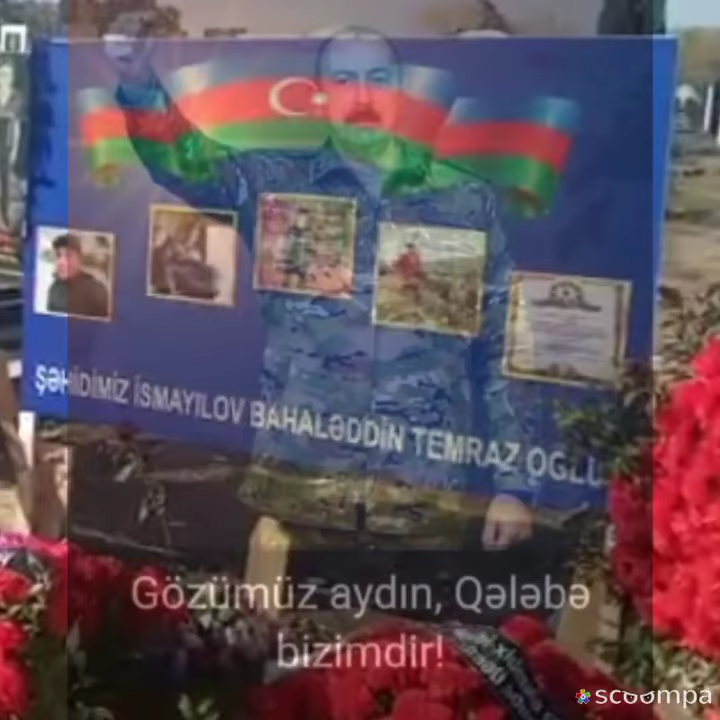 ŞƏHİDİMİZ İSMAYILOV BAHALƏDDİN TEMRAZ OĞLU
Gözümüz aydın, Qələbə
bizimdir!
scoompa